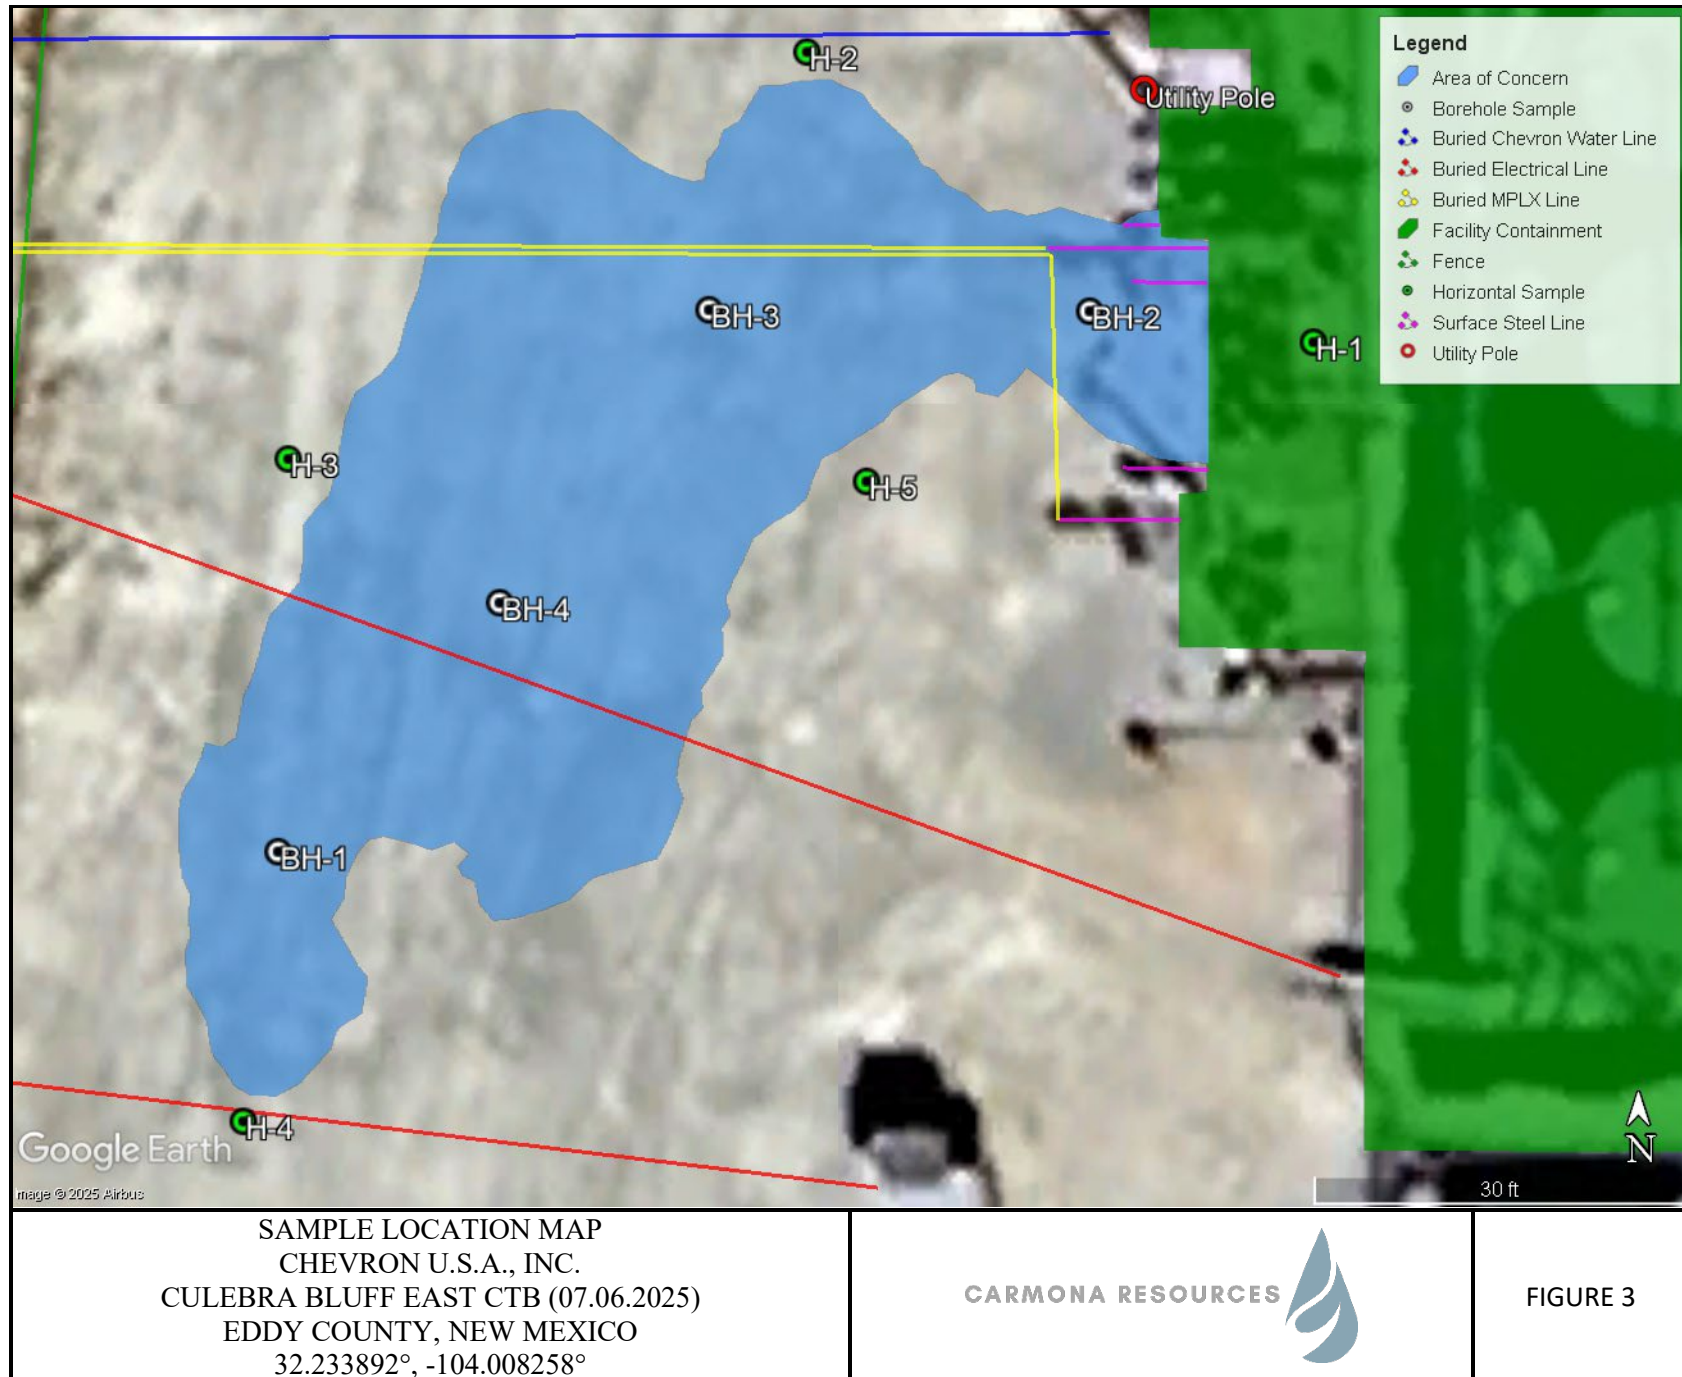 H-2
Utility Pole
Legend
Area of Concern
Borehole Sample
Buried Chevron Water Line
Buried Electrical Line
Buried MPLX Line
Facility Containment
Fence
Horizontal Sample
Surface Steel Line
Utility Pole
BH-3
BH-2
H-1
H-3
H-5
BH-4
BH-1
H-4
Google Earth
N
mage © 2025 Airbus
30 ft
SAMPLE LOCATION MAP
CHEVRON U.S.A., INC.
CULEBRA BLUFF EAST CTB (07.06.2025)
EDDY COUNTY, NEW MEXICO
32.233892°, -104.008258°
CARMONA RESOURCES
FIGURE 3